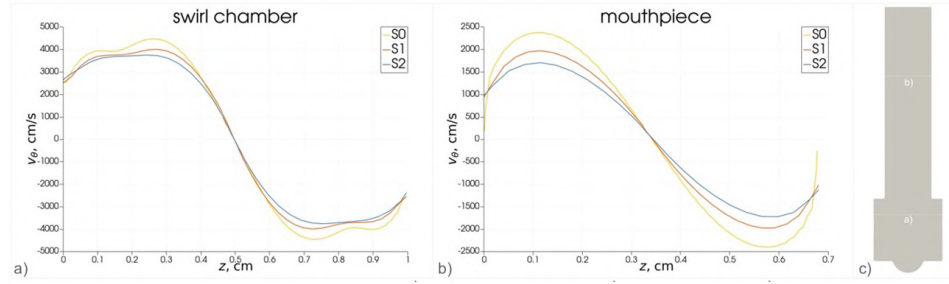 swirl chamber
5000
4000
3000
2000
1000
0
-1000
-2000
-3000
-4000
-5000
vθ, cm/s
0 0.1 0.2 0.3 0.4 0.5 0.6 0.7 0.8 0.9 1
z, cm
S0
S1
S2
a)
mouthpiece
2500
2000
1500
1000
500
0
-500
-1000
-1500
-2000
-2500
vθ, cm/s
0 0.1 0.2 0.3 0.4 0.5 0.6 0.7
z, cm
S0
S1
S2
b)
b)
a)
c)